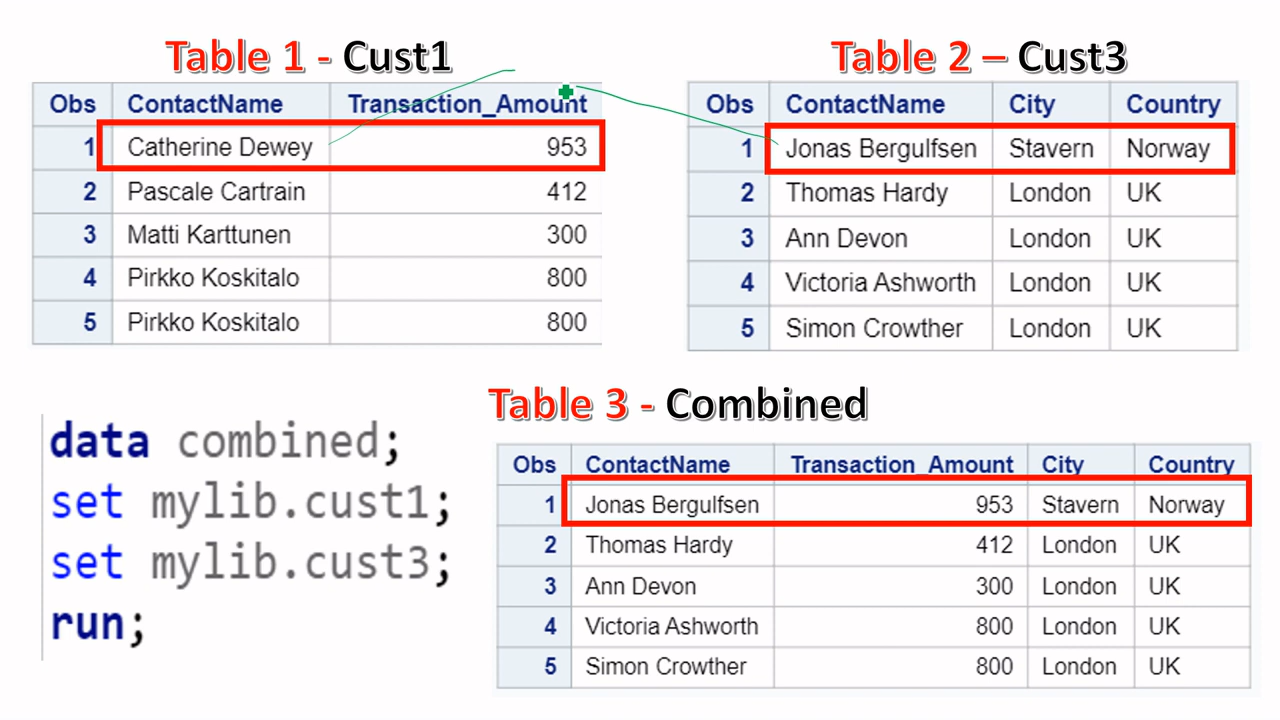 Table 1 - Cust1
Obs ContactName Transaction_Amount
1 Catherine Dewey 953
2 Pascale Cartrain 412
3 Matti Karttunen 300
4 Pirkko Koskitalo 800
5 Pirkko Koskitalo 800
Table 2 – Cust3
Obs ContactName City Country
1 Jonas Bergulfsen Stavern Norway
2 Thomas Hardy London UK
3 Ann Devon London UK
4 Victoria Ashworth London UK
5 Simon Crowther London UK
data combined;
set mylib.cust1;
set mylib.cust3;
run;
Table 3 - Combined
Obs ContactName Transaction_Amount City Country
1 Jonas Bergulfsen 953 Stavern Norway
2 Thomas Hardy 412 London UK
3 Ann Devon 300 London UK
4 Victoria Ashworth 800 London UK
5 Simon Crowther 800 London UK